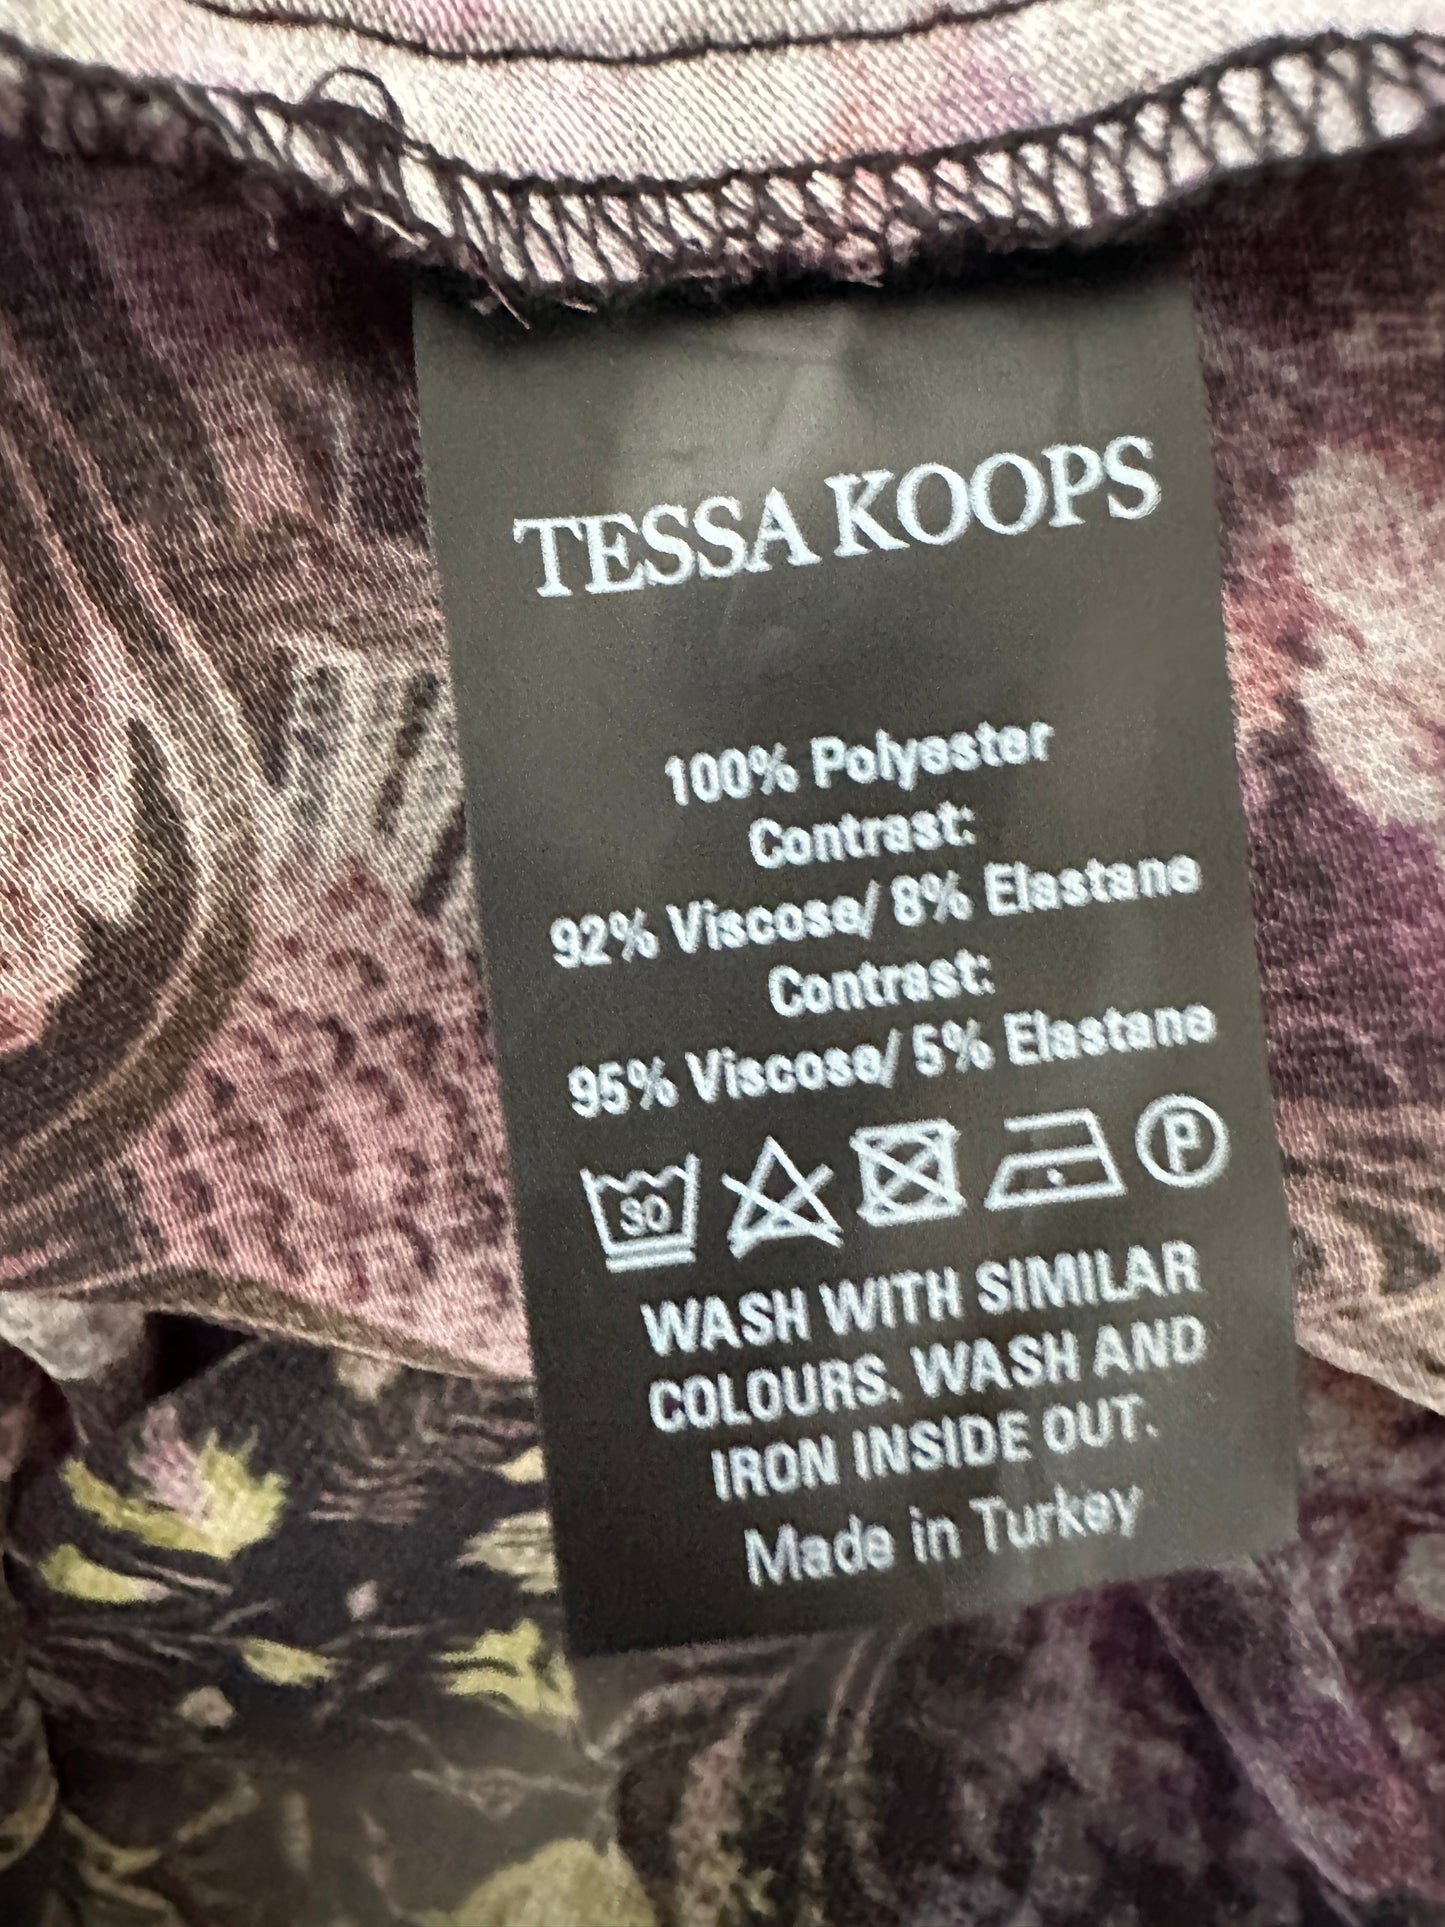 TESSA KOOPS
100% Polyester
Contrast:
92% Viscose/ 8% Elastane
Contrast:
95% Viscose/ 5% Elastane
30 P
WASH WITH SIMILAR
COLOURS. WASH AND
IRON INSIDE OUT.
Made in Turkey